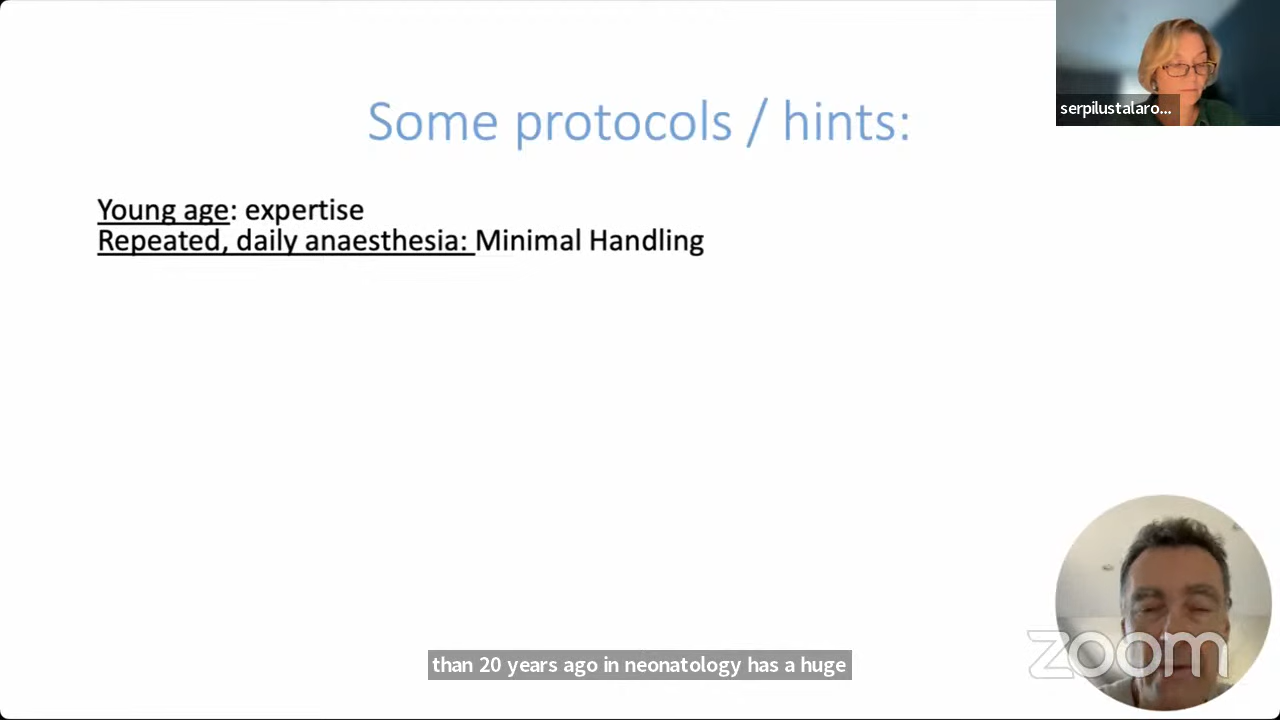 Some protocols / hints:
serpilustalaro...
Young age: expertise
Repeated, daily anaesthesia: Minimal Handling
zoom
than 20 years ago in neonatology has a huge